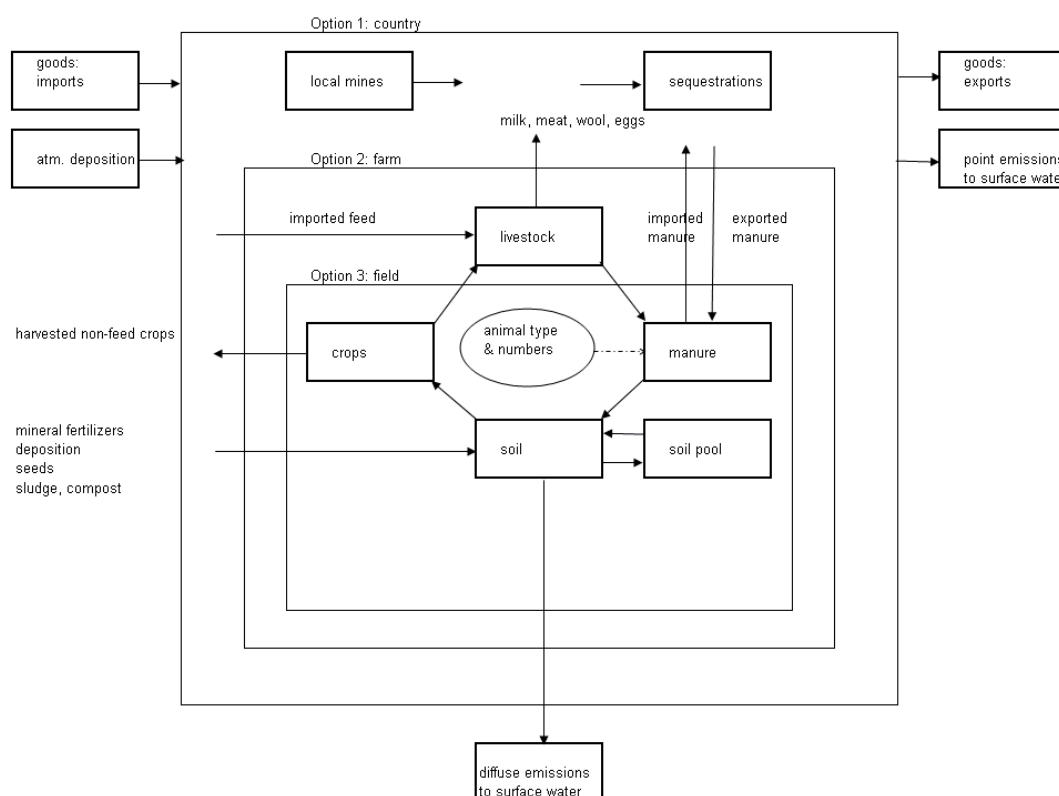 Option 1: country
goods:
imports
local mines
sequestrations
goods:
exports
milk, meat, wool, eggs
atm. deposition
Option 2: farm
point emissions
to surface water
imported feed
livestock
imported
manure
exported
manure
Option 3: field
harvested non-feed crops
crops
animal type
& numbers
manure
mineral fertilizers
deposition
seeds
sludge, compost
soil
soil pool
diffuse emissions
to surface water